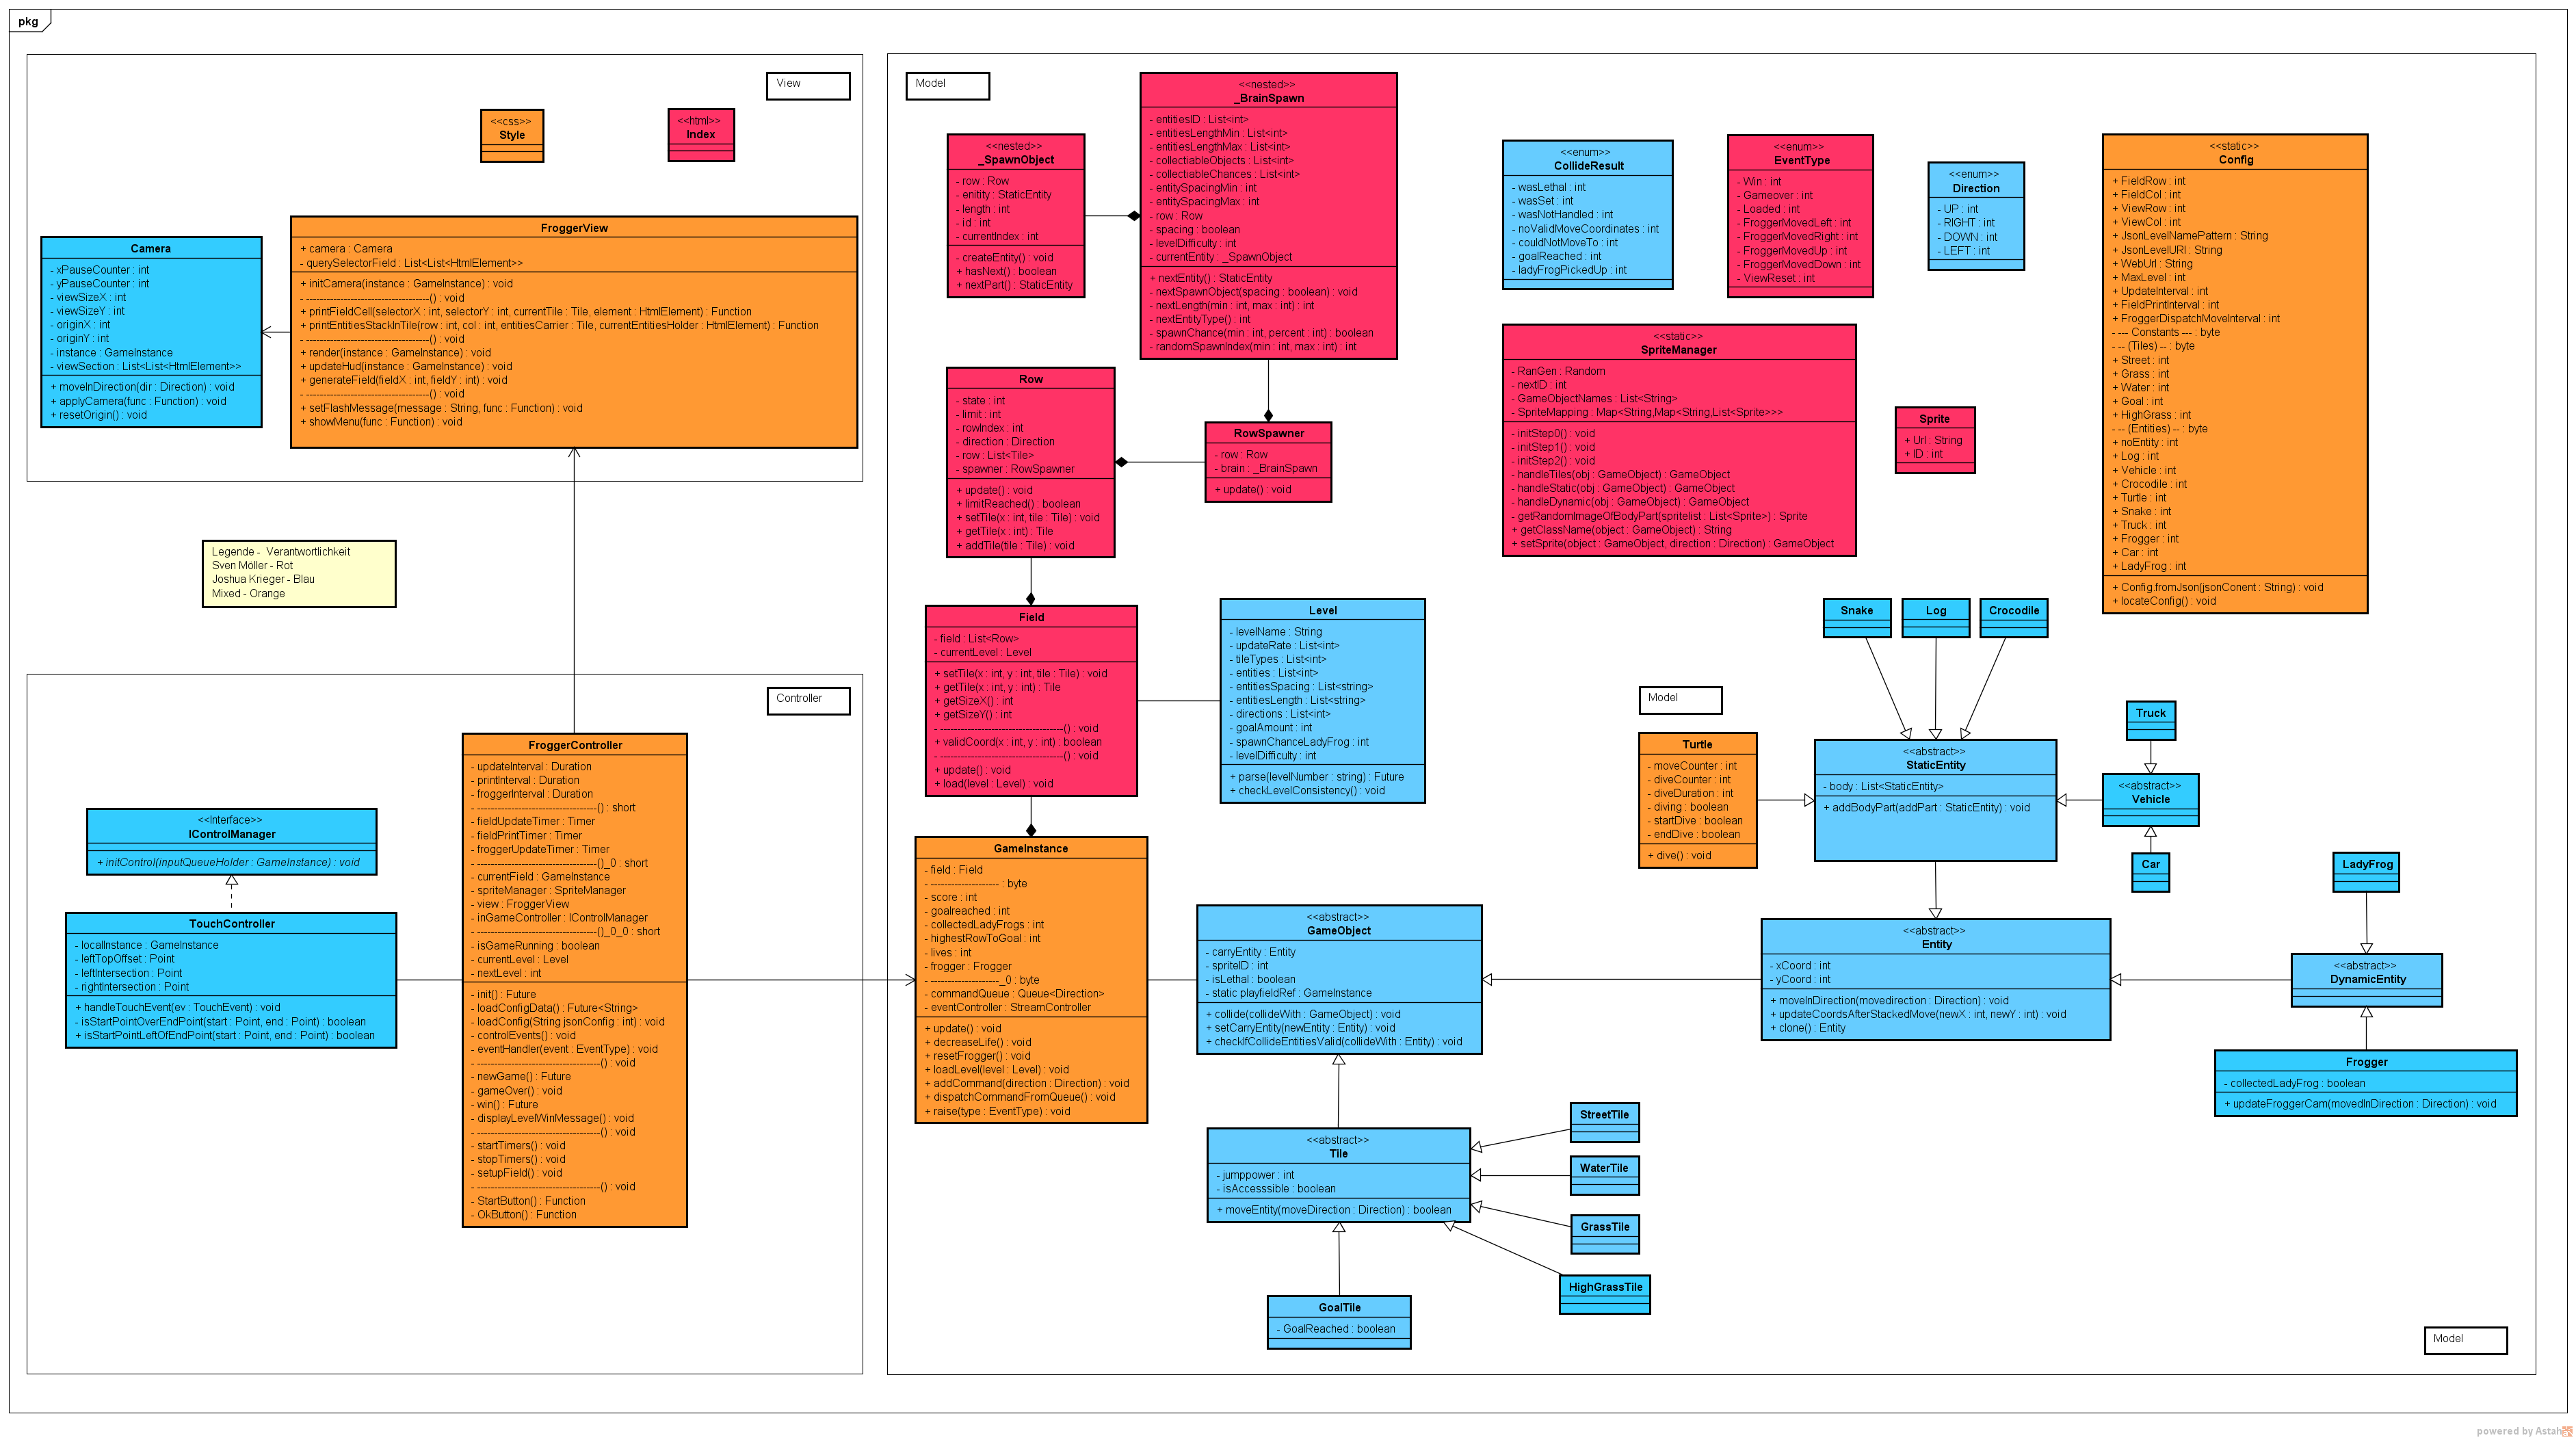 pkg
View
<<css>>
Style
<<html>>
Index
Camera
- xPauseCounter : int
- yPauseCounter : int
- viewSizeX : int
- viewSizeY : int
- originX : int
- originY : int
- instance : GameInstance
- viewSection : List<List<HtmlElement>>
+ moveInDirection(dir : Direction) : void
+ applyCamera(func : Function) : void
+ resetOrigin() : void
FroggerView
+ camera : Camera
- querySelectorField : List<List<HtmlElement>>
+ initCamera(instance : GameInstance) : void
- ------------------------------------() : void
+ printFieldCell(selectorX : int, selectorY : int, currentTile : Tile, element : HtmlElement) : Function
+ printEntitiesStackInTile(row : int, col : int, entitiesCarrier : Tile, currentEntitiesHolder : HtmlElement) : Function
- ------------------------------------() : void
+ render(instance : GameInstance) : void
+ updateHud(instance : GameInstance) : void
+ generateField(fieldX : int, fieldY : int) : void
- ------------------------------------() : void
+ setFlashMessage(message : String, func : Function) : void
+ showMenu(func : Function) : void
Legende - Verantwortlichkeit
Sven Möller - Rot
Joshua Krieger - Blau
Mixed - Orange
Controller
<<Interface>>
IControlManager
+ initControl(inputQueueHolder : GameInstance) : void
TouchController
- localInstance : GameInstance
- leftTopOffset : Point
- leftIntersection : Point
- rightIntersection : Point
+ handleTouchEvent(ev : TouchEvent) : void
- isStartPointOverEndPoint(start : Point, end : Point) : boolean
+ isStartPointLeftOfEndPoint(start : Point, end : Point) : boolean
FroggerController
- updateInterval : Duration
- printInterval : Duration
- froggerInterval : Duration
- -----------------------------------() : short
- fieldUpdateTimer : Timer
- fieldPrintTimer : Timer
- froggerUpdateTimer : Timer
- -----------------------------------()_0 : short
- currentField : GameInstance
- spriteManager : SpriteManager
- view : FroggerView
- inGameController : IControlManager
- -----------------------------------()_0_0 : short
- isGameRunning : boolean
- currentLevel : Level
- nextLevel : int
- init() : Future
- loadConfigData() : Future<String>
- loadConfig(String jsonConfig : int) : void
- controlEvents() : void
- eventHandler(event : EventType) : void
- ------------------------------------() : void
- newGame() : Future
- gameOver() : void
- win() : Future
- displayLevelWinMessage() : void
- ------------------------------------() : void
- startTimers() : void
- stopTimers() : void
- setupField() : void
- ------------------------------------() : void
- StartButton() : Function
- OkButton() : Function
Model
<<nested>>
_SpawnObject
- row : Row
- enitity : StaticEntity
- length : int
- id : int
- currentIndex : int
- createEntity() : void
+ hasNext() : boolean
+ nextPart() : StaticEntity
<<nested>>
_BrainSpawn
- entitiesID : List<int>
- entitiesLengthMin : List<int>
- entitiesLengthMax : List<int>
- collectiableObjects : List<int>
- collectiableChances : List<int>
- entitySpacingMin : int
- entitySpacingMax : int
- row : Row
- spacing : boolean
- levelDifficulty : int
- currentEntity : _SpawnObject
+ nextEntity() : StaticEntity
- nextSpawnObject(spacing : boolean) : void
- nextLength(min : int, max : int) : int
- nextEntityType() : int
- spawnChance(min : int, percent : int) : boolean
- randomSpawnIndex(min : int, max : int) : int
Row
- state : int
- limit : int
- rowIndex : int
- direction : Direction
- row : List<Tile>
- spawner : RowSpawner
+ update() : void
+ limitReached() : boolean
+ setTile(x : int, tile : Tile) : void
+ getTile(x : int) : Tile
+ addTile(tile : Tile) : void
RowSpawner
- row : Row
- brain : _BrainSpawn
+ update() : void
<<enum>>
CollideResult
- wasLethal : int
- wasSet : int
- wasNotHandled : int
- noValidMoveCoordinates : int
- couldNotMoveTo : int
- goalReached : int
- ladyFrogPickedUp : int
<<enum>>
EventType
- Win : int
- Gameover : int
- Loaded : int
- FroggerMovedLeft : int
- FroggerMovedRight : int
- FroggerMovedUp : int
- FroggerMovedDown : int
- ViewReset : int
<<enum>>
Direction
- UP : int
- RIGHT : int
- DOWN : int
- LEFT : int
<<static>>
Config
+ FieldRow : int
+ FieldCol : int
+ ViewRow : int
+ ViewCol : int
+ JsonLevelNamePattern : String
+ JsonLevelURI : String
+ WebUrl : String
+ MaxLevel : int
+ UpdateInterval : int
+ FieldPrintInterval : int
+ FroggerDispatchMoveInterval : int
- --- Constants --- : byte
- -- (Tiles) -- : byte
+ Street : int
+ Grass : int
+ Water : int
+ Goal : int
+ HighGrass : int
- -- (Entities) -- : byte
+ noEntity : int
+ Log : int
+ Vehicle : int
+ Crocodile : int
+ Turtle : int
+ Snake : int
+ Truck : int
+ Frogger : int
+ Car : int
+ LadyFrog : int
+ Config.fromJson(jsonConent : String) : void
+ locateConfig() : void
<<static>>
SpriteManager
- RanGen : Random
- nextID : int
- GameObjectNames : List<String>
- SpriteMapping : Map<String,Map<String,List<Sprite>>>
- initStep0() : void
- initStep1() : void
- initStep2() : void
- handleTiles(obj : GameObject) : GameObject
- handleStatic(obj : GameObject) : GameObject
- handleDynamic(obj : GameObject) : GameObject
- getRandomImageOfBodyPart(spritelist : List<Sprite>) : Sprite
+ getClassName(object : GameObject) : String
+ setSprite(object : GameObject, direction : Direction) : GameObject
Sprite
+ Url : String
+ ID : int
Field
- field : List<Row>
- currentLevel : Level
+ setTile(x : int, y : int, tile : Tile) : void
+ getTile(x : int, y : int) : Tile
+ getSizeX() : int
+ getSizeY() : int
- ------------------------------------() : void
+ validCoord(x : int, y : int) : boolean
- ------------------------------------() : void
+ update() : void
+ load(level : Level) : void
Level
- levelName : String
- updateRate : List<int>
- tileTypes : List<int>
- entities : List<int>
- entitiesSpacing : List<string>
- entitiesLength : List<string>
- directions : List<int>
- goalAmount : int
- spawnChanceLadyFrog : int
- levelDifficulty : int
+ parse(levelNumber : string) : Future
+ checkLevelConsistency() : void
GameInstance
- field : Field
- -------------------- : byte
- score : int
- goalreached : int
- collectedLadyFrogs : int
- highestRowToGoal : int
- lives : int
- frogger : Frogger
- --------------------_0 : byte
- commandQueue : Queue<Direction>
- eventController : StreamController
+ update() : void
+ decreaseLife() : void
+ resetFrogger() : void
+ loadLevel(level : Level) : void
+ addCommand(direction : Direction) : void
+ dispatchCommandFromQueue() : void
+ raise(type : EventType) : void
Model
Turtle
- moveCounter : int
- diveCounter : int
- diveDuration : int
- diving : boolean
- startDive : boolean
- endDive : boolean
+ dive() : void
Snake
Log
Crocodile
<<abstract>>
StaticEntity
- body : List<StaticEntity>
+ addBodyPart(addPart : StaticEntity) : void
Truck
<<abstract>>
Vehicle
Car
LadyFrog
<<abstract>>
GameObject
- carryEntity : Entity
- spriteID : int
- isLethal : boolean
- static playfieldRef : GameInstance
+ collide(collideWith : GameObject) : void
+ setCarryEntity(newEntity : Entity) : void
+ checkIfCollideEntitiesValid(collideWith : Entity) : void
<<abstract>>
Entity
- xCoord : int
- yCoord : int
+ moveInDirection(movedirection : Direction) : void
+ updateCoordsAfterStackedMove(newX : int, newY : int) : void
+ clone() : Entity
<<abstract>>
DynamicEntity
Frogger
- collectedLadyFrog : boolean
+ updateFroggerCam(movedInDirection : Direction) : void
<<abstract>>
Tile
- jumppower : int
- isAccesssible : boolean
+ moveEntity(moveDirection : Direction) : boolean
StreetTile
WaterTile
GrassTile
HighGrassTile
GoalTile
- GoalReached : boolean
Model
powered by Astah